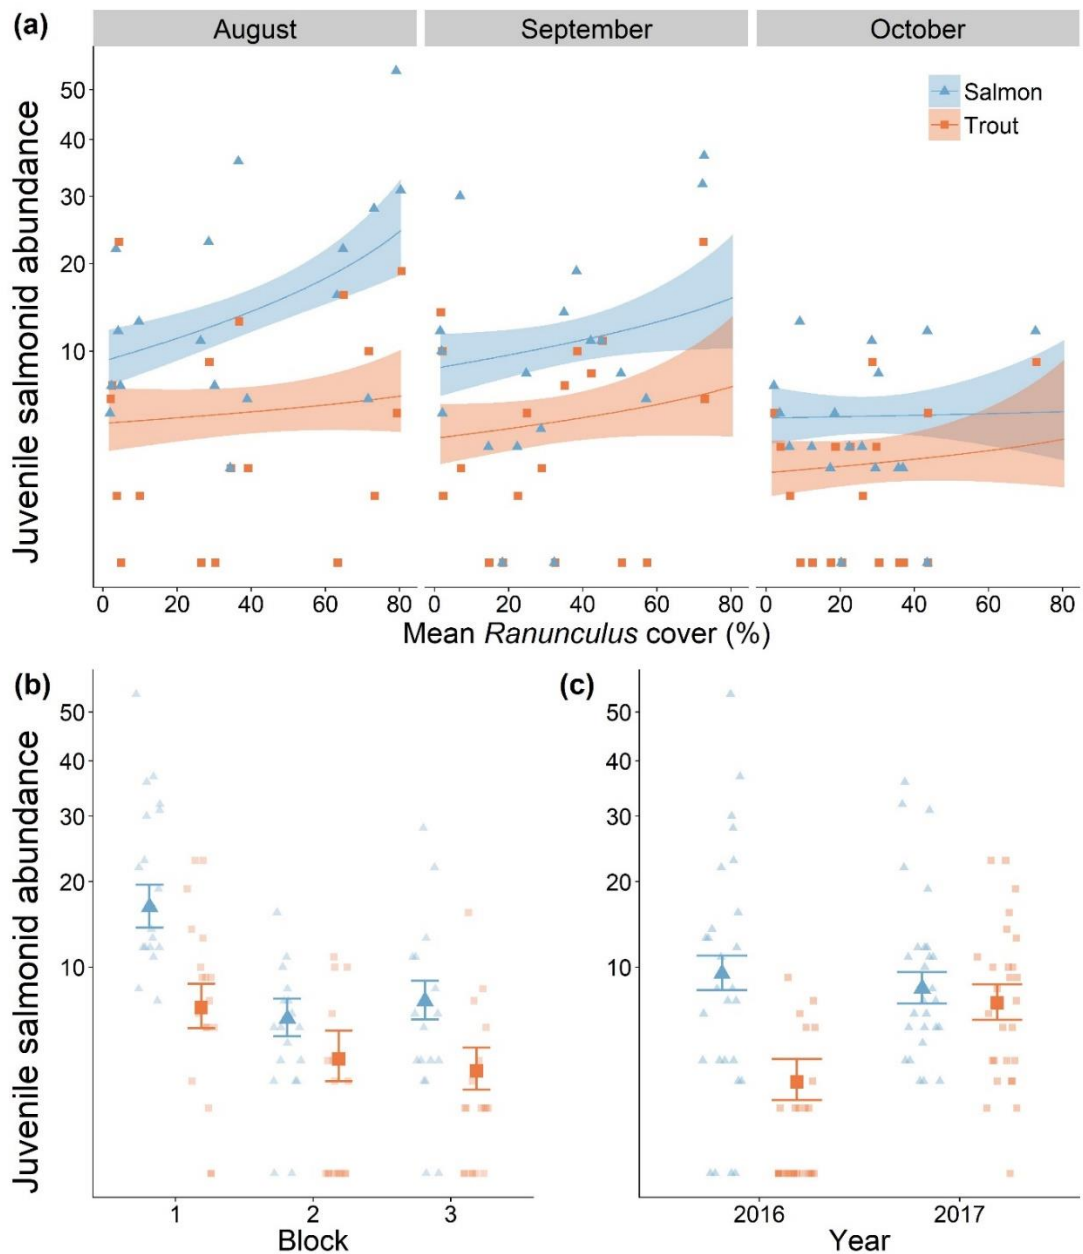 (a)
August September October
Juvenile salmonid abundance
50
40
30
20
10
Salmon
Trout
0 20 40 60 80 0 20 40 60 80 0 20 40 60 80
Mean Ranunculus cover (%)
(b)
Juvenile salmonid abundance
50
40
30
20
10
1 2 3
Block
(c)
50
40
30
20
10
2016 2017
Year